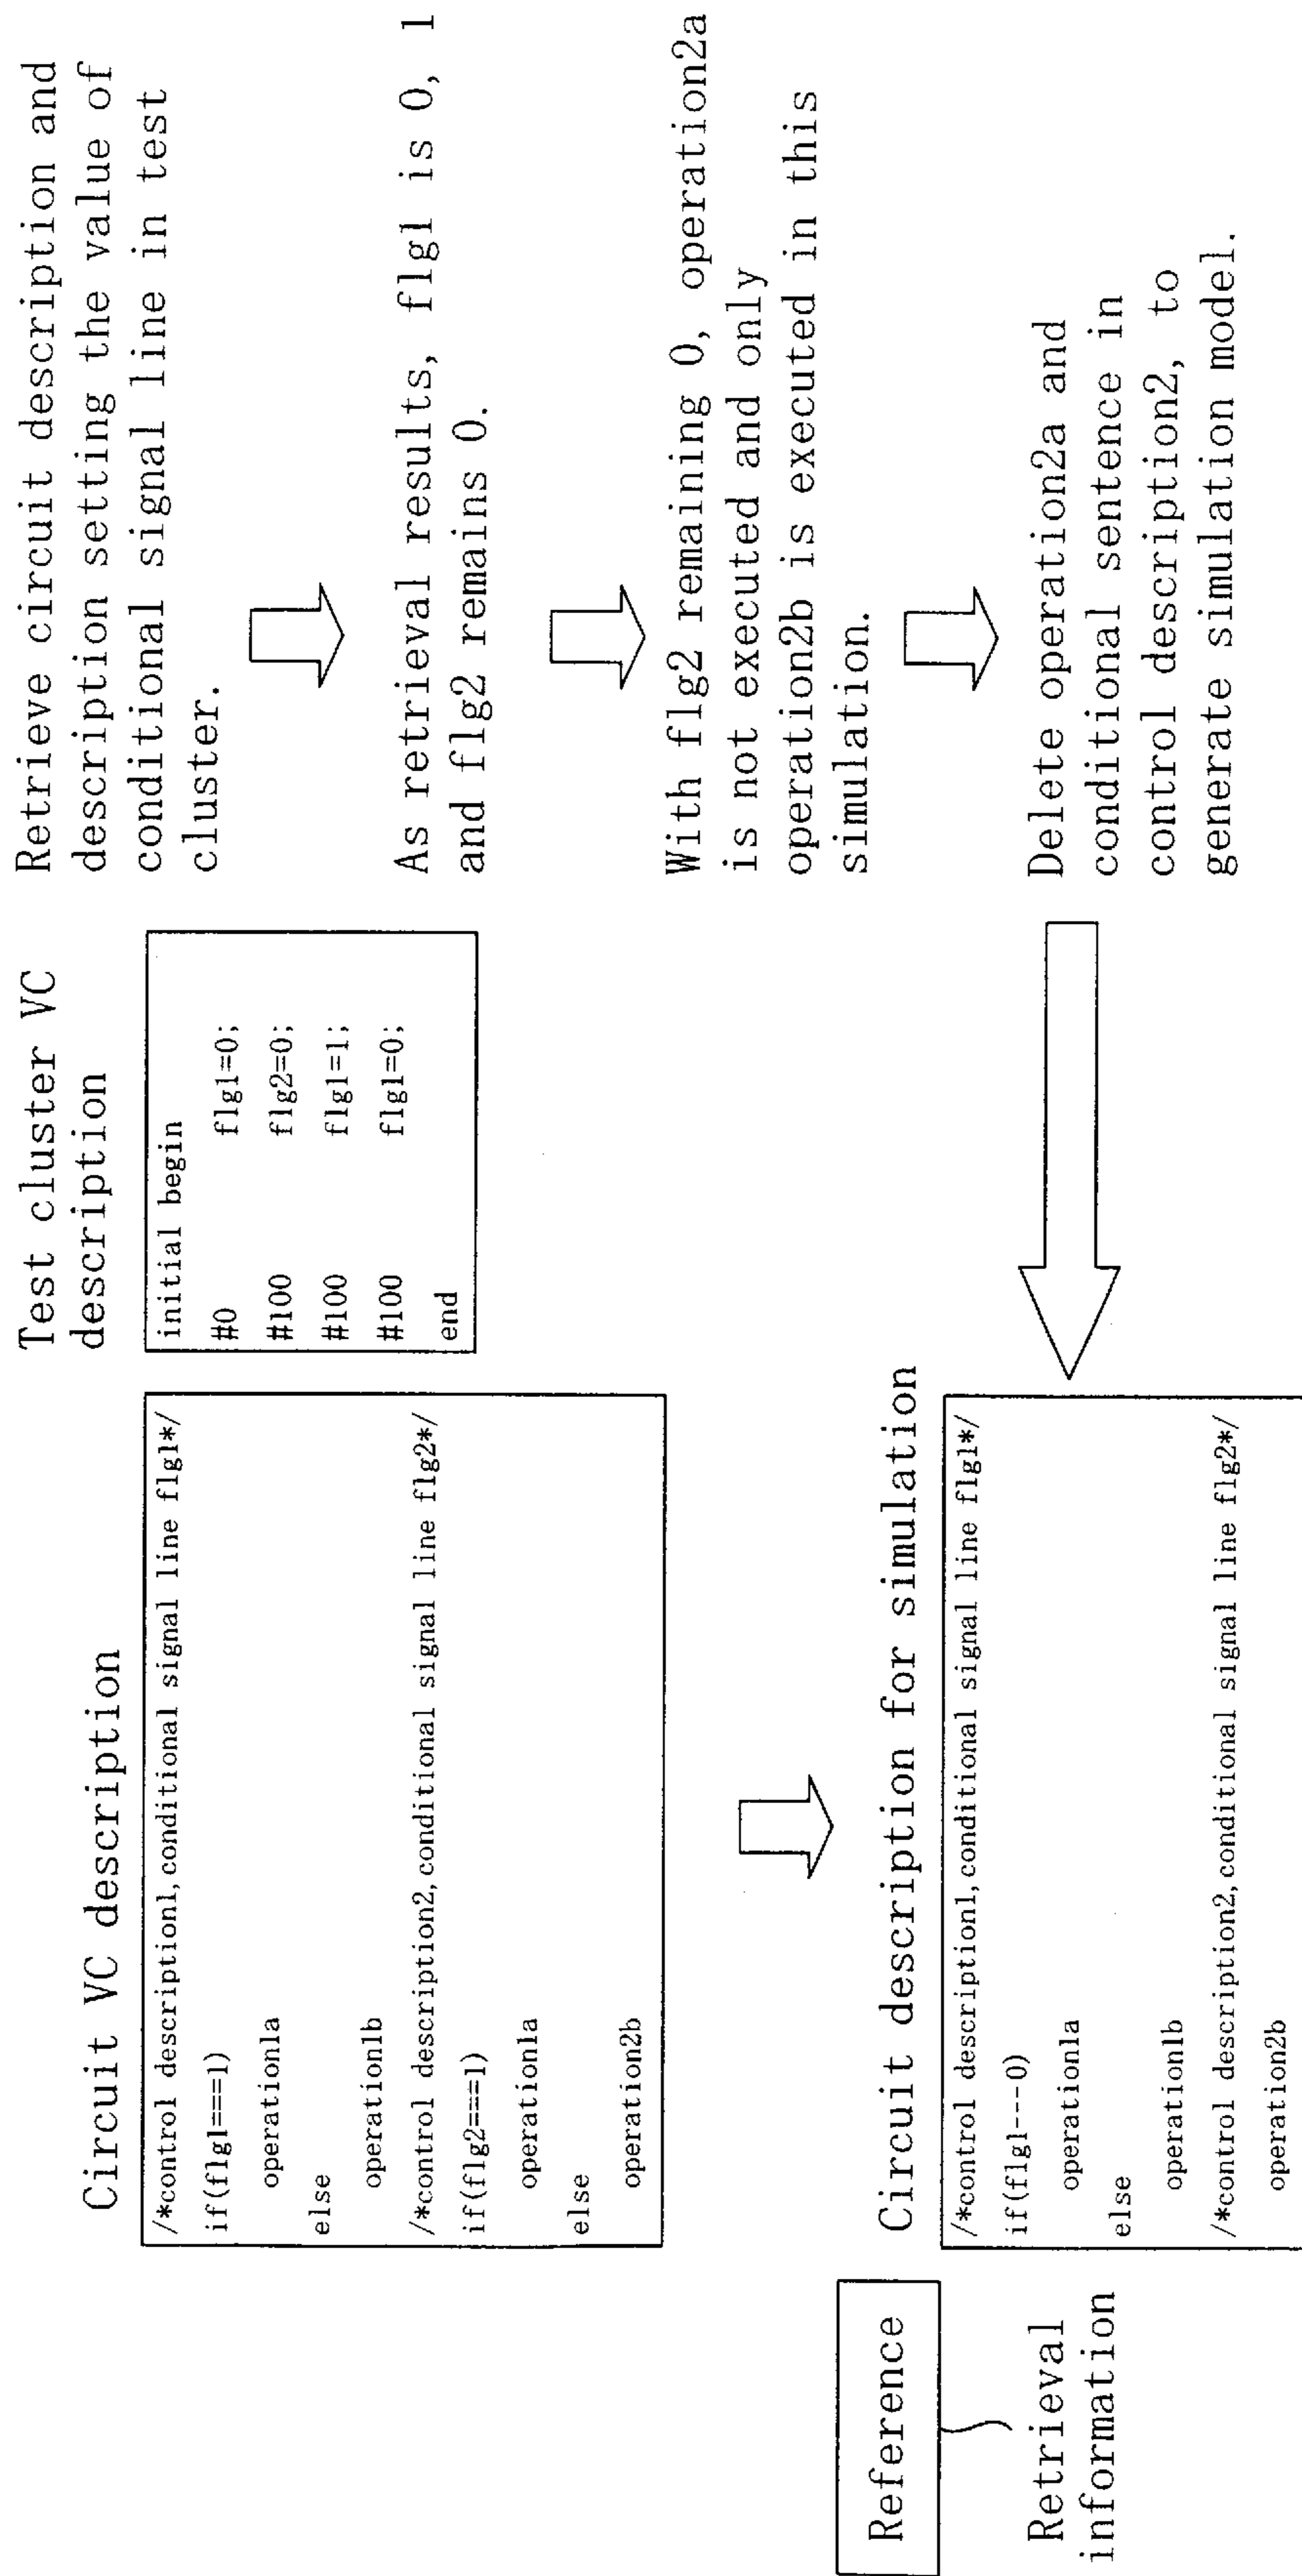 Circuit VC description
/*control description1,conditional signal line flg1*/
if(flg1===1)
operation1a
else
operation1b
/*control description2,conditional signal line flg2*/
if(flg2===1)
operation1a
else
operation2b
Test cluster VC
description
initial begin
#0 flg1=0;
#100 flg2=0;
#100 flg1=1;
#100 flg1=0;
end
Retrieve circuit description and
description setting the value of
conditional signal line in test
cluster.
As retrieval results, flg1 is 0, 1
and flg2 remains 0.
With flg2 remaining 0, operation2a
is not executed and only
operation2b is executed in this
simulation.
Delete operation2a and
conditional sentence in
control description2, to
generate simulation model.
Reference
Retrieval
information
Circuit description for simulation
/*control description1,conditional signal line flg1*/
if(flg1---0)
operation1a
else
operation1b
/*control description2,conditional signal line flg2*/
operation2b